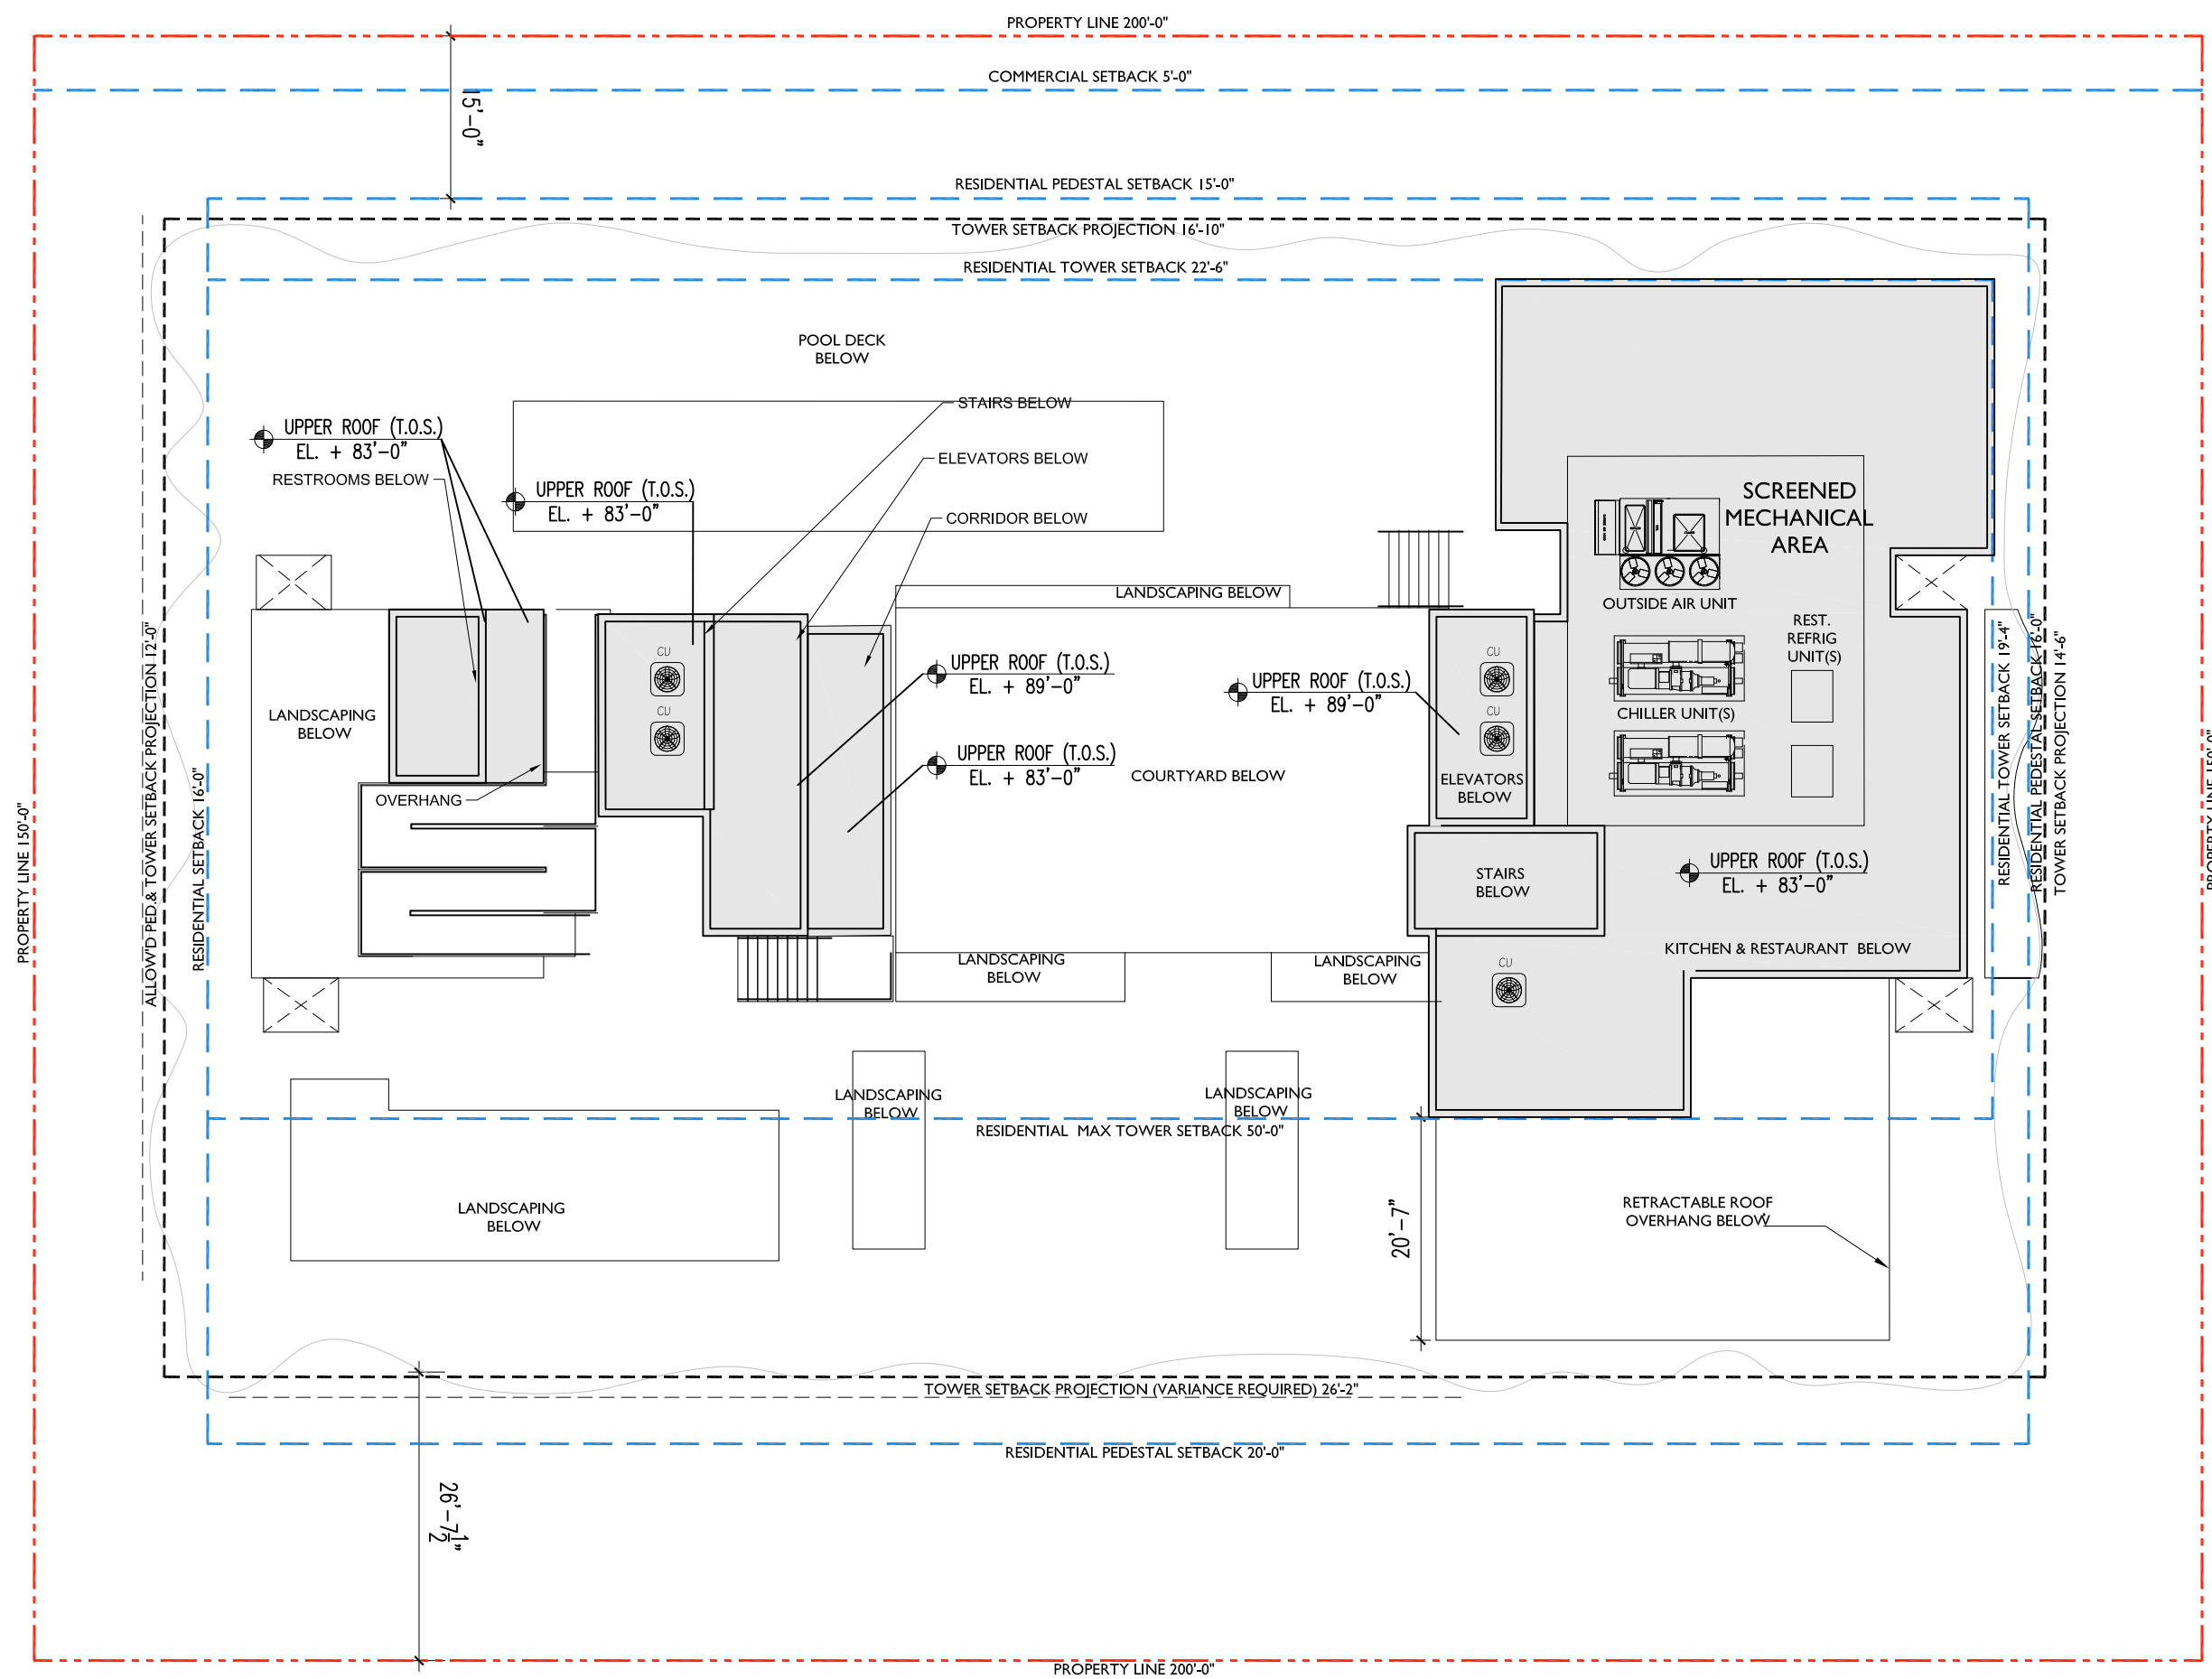 PROPERTY LINE 200'-0"
COMMERCIAL SETBACK 5'-0"
15'-0"
RESIDENTIAL PEDESTAL SETBACK 15'-0"
TOWER SETBACK PROJECTION 16'-10"
RESIDENTIAL TOWER SETBACK 22'-6"
POOL DECK
BELOW
STAIRS BELOW
UPPER ROOF (T.O.S.)
EL. + 83'-0"
RESTROOMS BELOW
ELEVATORS BELOW
UPPER ROOF (T.O.S.)
EL. + 83'-0"
CORRIDOR BELOW
SCREENED
MECHANICAL
AREA
OUTSIDE AIR UNIT
LANDSCAPING BELOW
REST.
REFRIG
UNIT(S)
CU
CU
CU
CU
UPPER ROOF (T.O.S.)
EL. + 89'-0"
UPPER ROOF (T.O.S.)
EL. + 89'-0"
CHILLER UNIT(S)
LANDSCAPING
BELOW
UPPER ROOF (T.O.S.)
EL. + 83'-0"
COURTYARD BELOW
ELEVATORS
BELOW
OVERHANG
STAIRS
BELOW
UPPER ROOF (T.O.S.)
EL. + 83'-0"
KITCHEN & RESTAURANT BELOW
LANDSCAPING
BELOW
LANDSCAPING
BELOW
CU
PROPERTY LINE 150'-0"
ALLOW'D PED.& TOWER SETBACK PROJECTION 12'-0"
RESIDENTIAL SETBACK 16'-0"
RESIDENTIAL TOWER SETBACK 19'-4"
RESIDENTIAL PEDESTAL SETBACK 16'-0"
TOWER SETBACK PROJECTION 14'-6"
PROPERTY LINE 150'-0"
LANDSCAPING
BELOW
LANDSCAPING
BELOW
RESIDENTIAL MAX TOWER SETBACK 50'-0"
LANDSCAPING
BELOW
20'-7"
RETRACTABLE ROOF
OVERHANG BELOW
TOWER SETBACK PROJECTION (VARIANCE REQUIRED) 26'-2"
RESIDENTIAL PEDESTAL SETBACK 20'-0"
26'-7½"
PROPERTY LINE 200'-0"